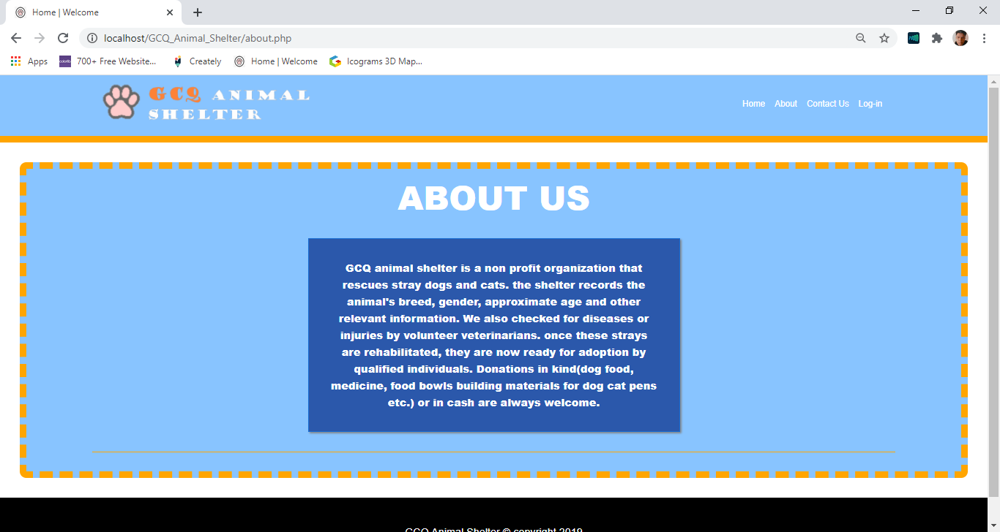 Home | Welcome
localhost/GCQ_Animal_Shelter/about.php
Apps 700+ Free Website... Creately Home | Welcome Icograms 3D Map...
GCQ ANIMAL
SHELTER
Home About Contact Us Log-in
ABOUT US
GCQ animal shelter is a non profit organization that
rescues stray dogs and cats. the shelter records the
animal's breed, gender, approximate age and other
relevant information. We also checked for diseases or
injuries by volunteer veterinarians. once these strays
are rehabilitated, they are now ready for adoption by
qualified individuals. Donations in kind(dog food,
medicine, food bowls building materials for dog cat pens
etc.) or in cash are always welcome.
GCQ Animal Shelter © copyright 2019